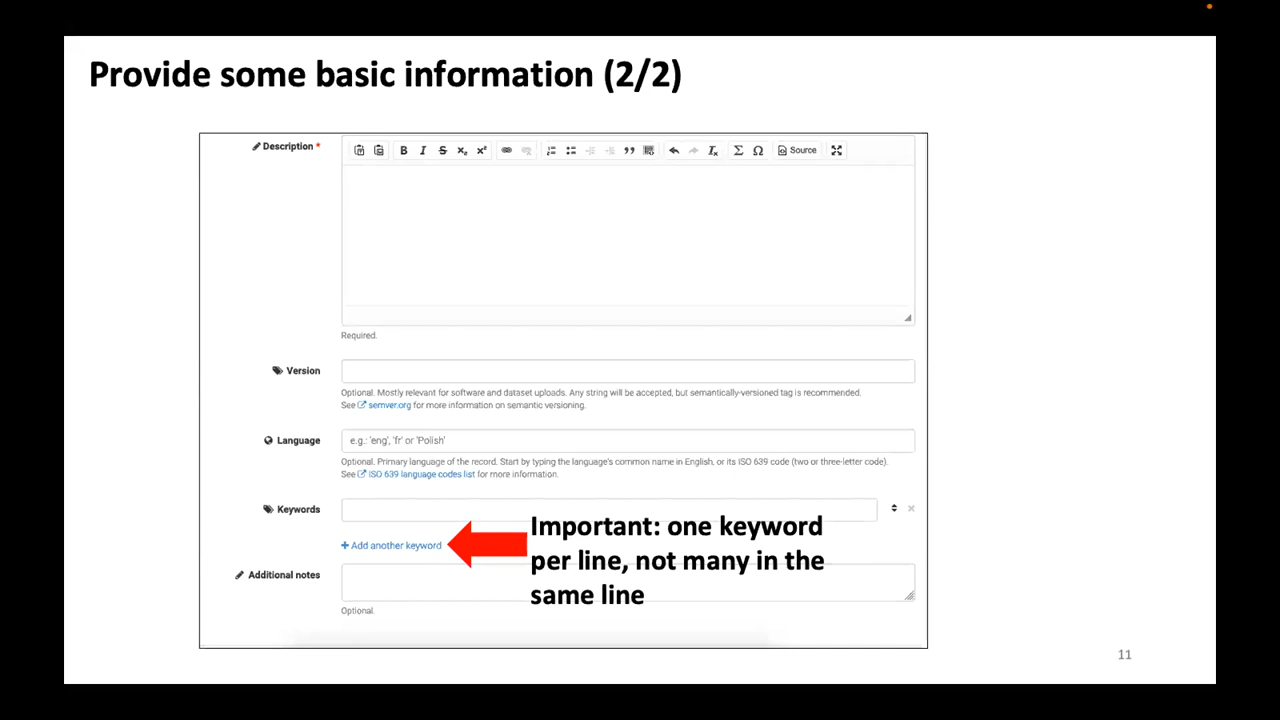 Provide some basic information (2/2)
Description *
Source
Required.
Version
Optional. Mostly relevant for software and dataset uploads. Any string will be accepted, but semantically-versioned tag is recommended.
See semver.org for more information on semantic versioning.
Language
e.g.: 'eng', 'fr' or 'Polish'
Optional. Primary language of the record. Start by typing the language's common name in English, or its ISO 639 code (two or three-letter code).
See ISO 639 language codes list for more information.
Keywords
Important: one keyword
+ Add another keyword
per line, not many in the
Additional notes
same line
Optional.
11